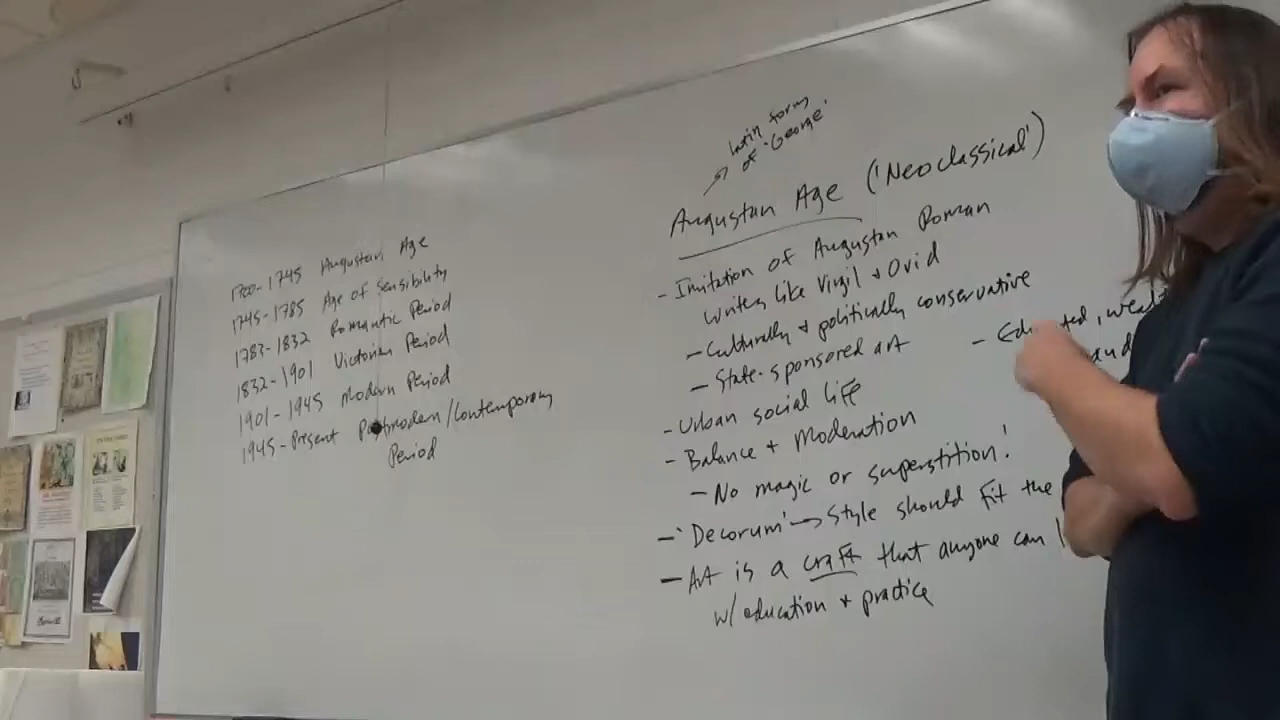 1700-1745 Augustan Age
1745-1785 Age of Sensibility
1783-1832 Romantic Period
1832-1901 Victorian Period
1901-1945 Modern Period
1945-Present Postmodern/Contemporary
Period
Latin form
of 'George'
Augustan Age ('Neoclassical')
- Imitation of Augustan Roman
writers like Virgil + Ovid
- Culturally + politically conservative
- State-sponsored art
- Urban social life
- Balance + Moderation
- No magic or superstition!
- 'Decorum' → Style should fit the
- Art is a craft that anyone can
w/ education + practice